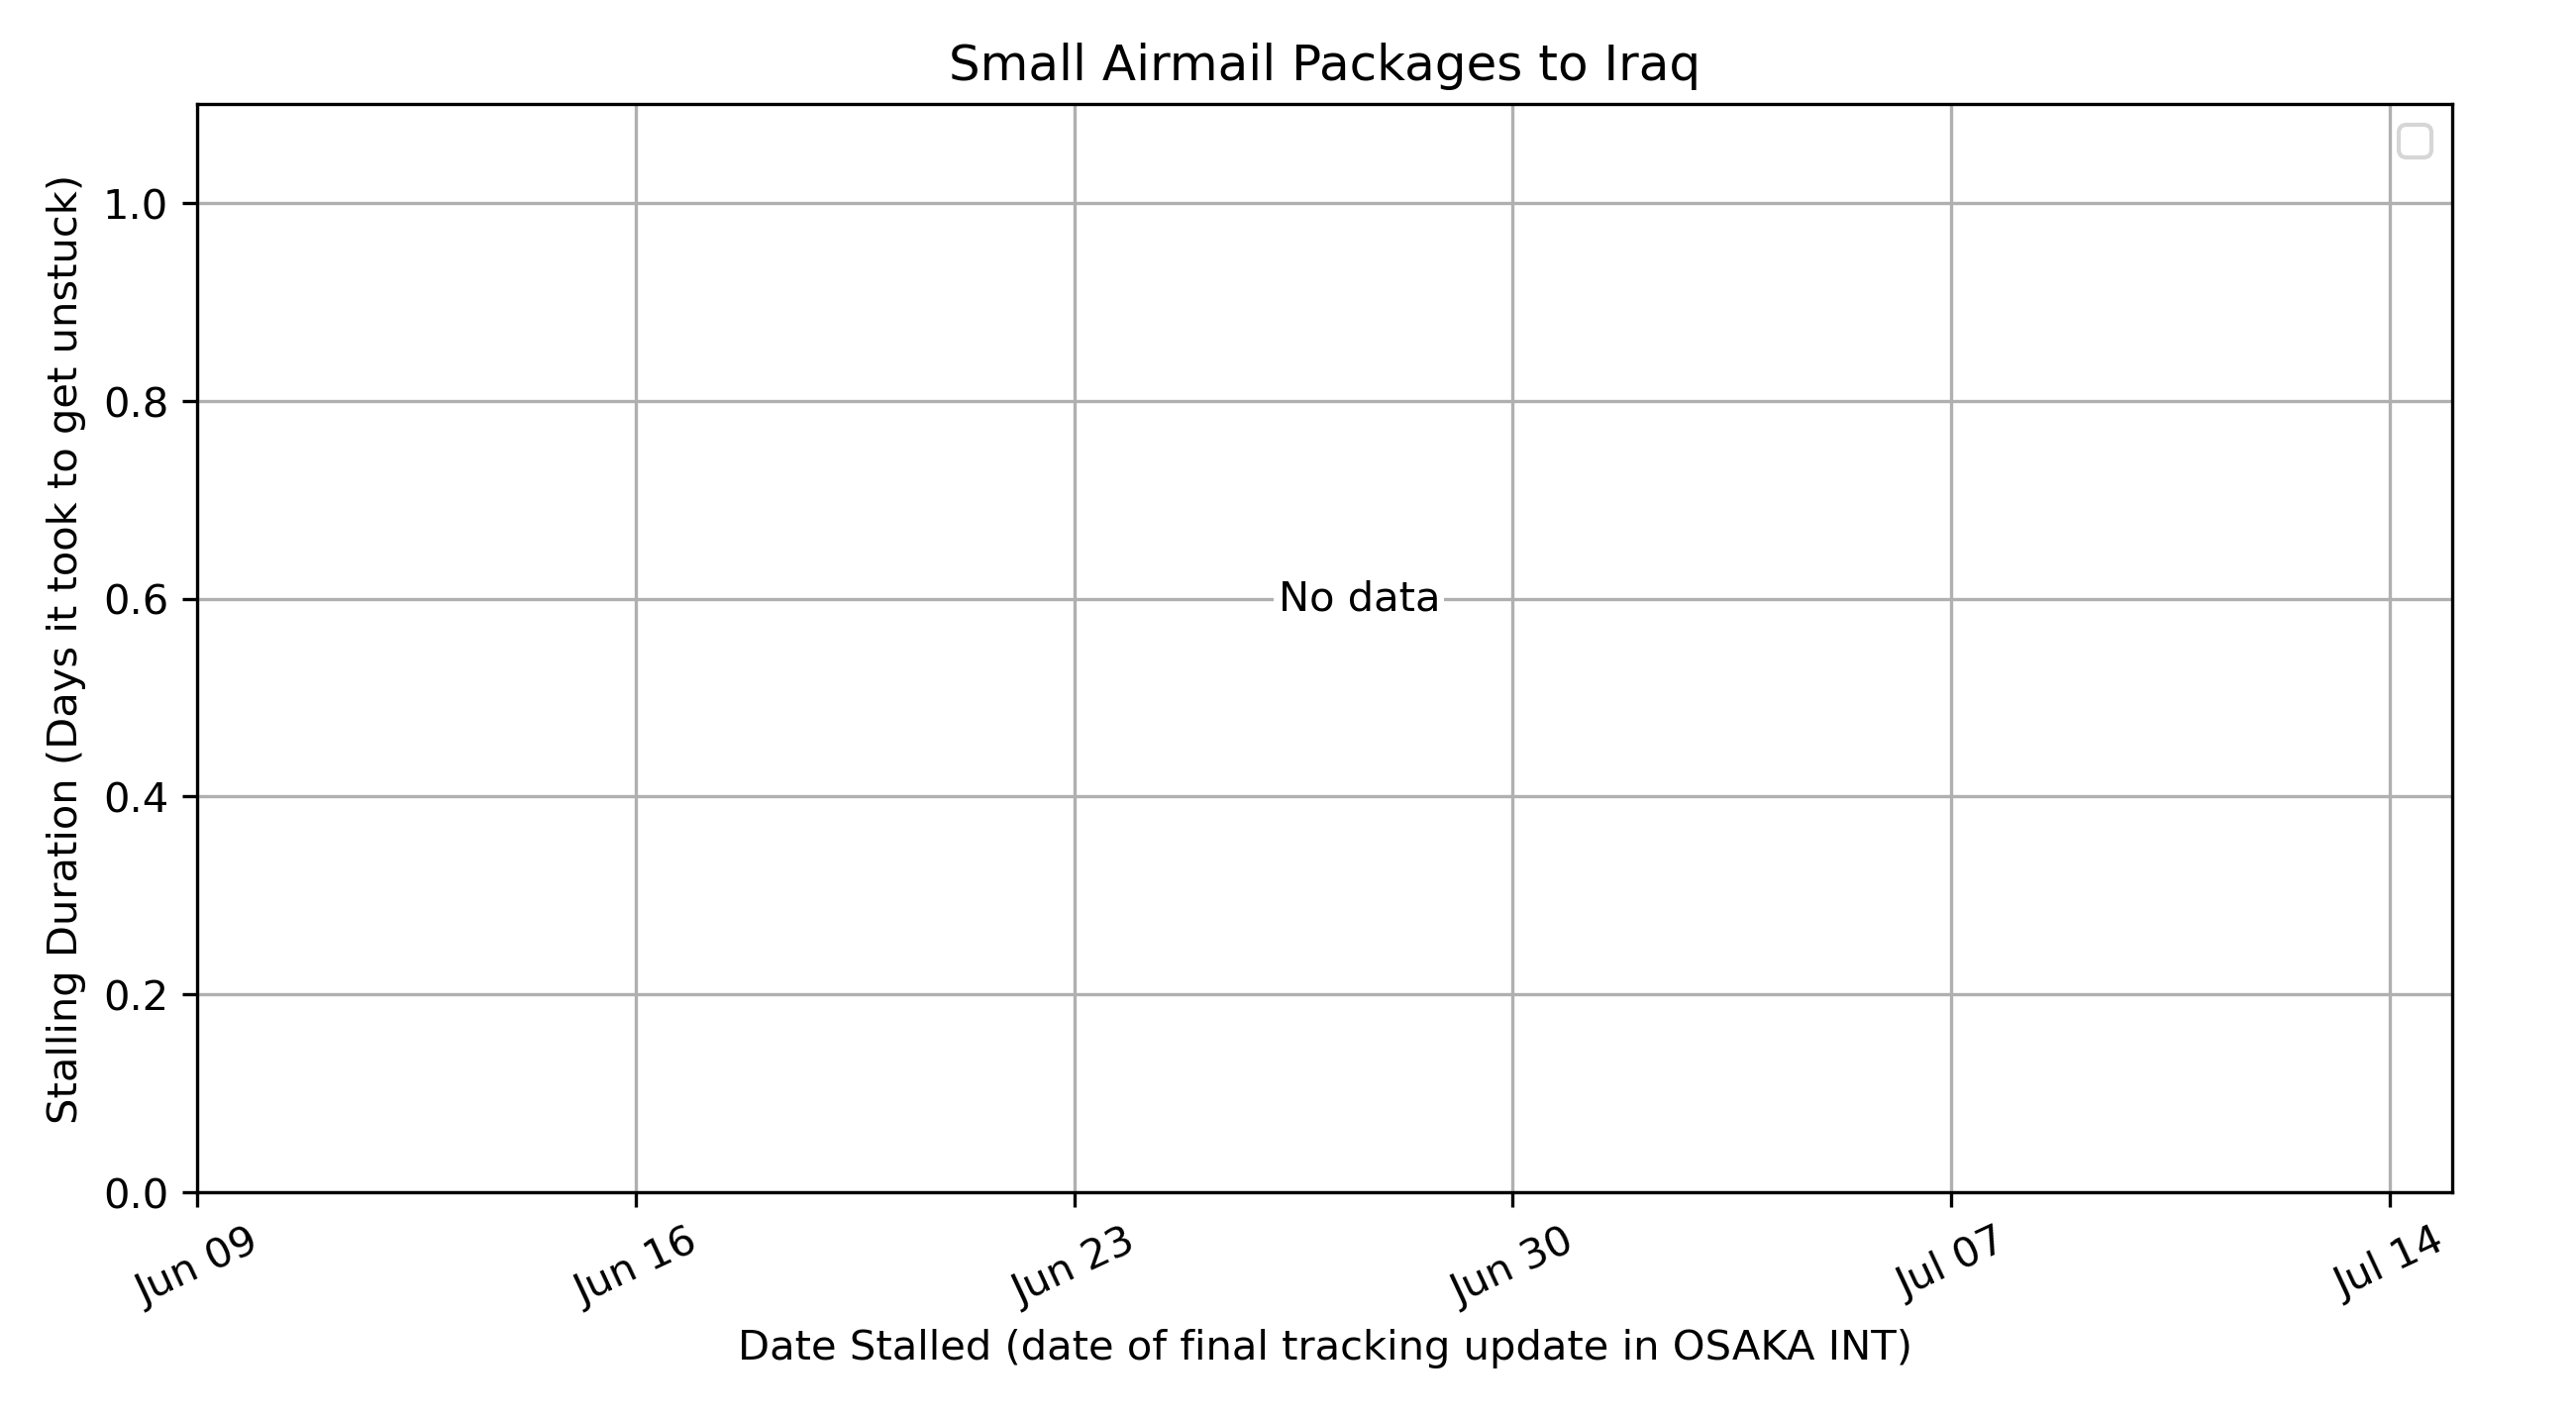 Small Airmail Packages to Iraq
Stalling Duration (Days it took to get unstuck)
1.0
0.8
0.6
0.4
0.2
0.0
No data
Jun 09
Jun 16
Jun 23
Jun 30
Jul 07
Jul 14
Date Stalled (date of final tracking update in OSAKA INT)